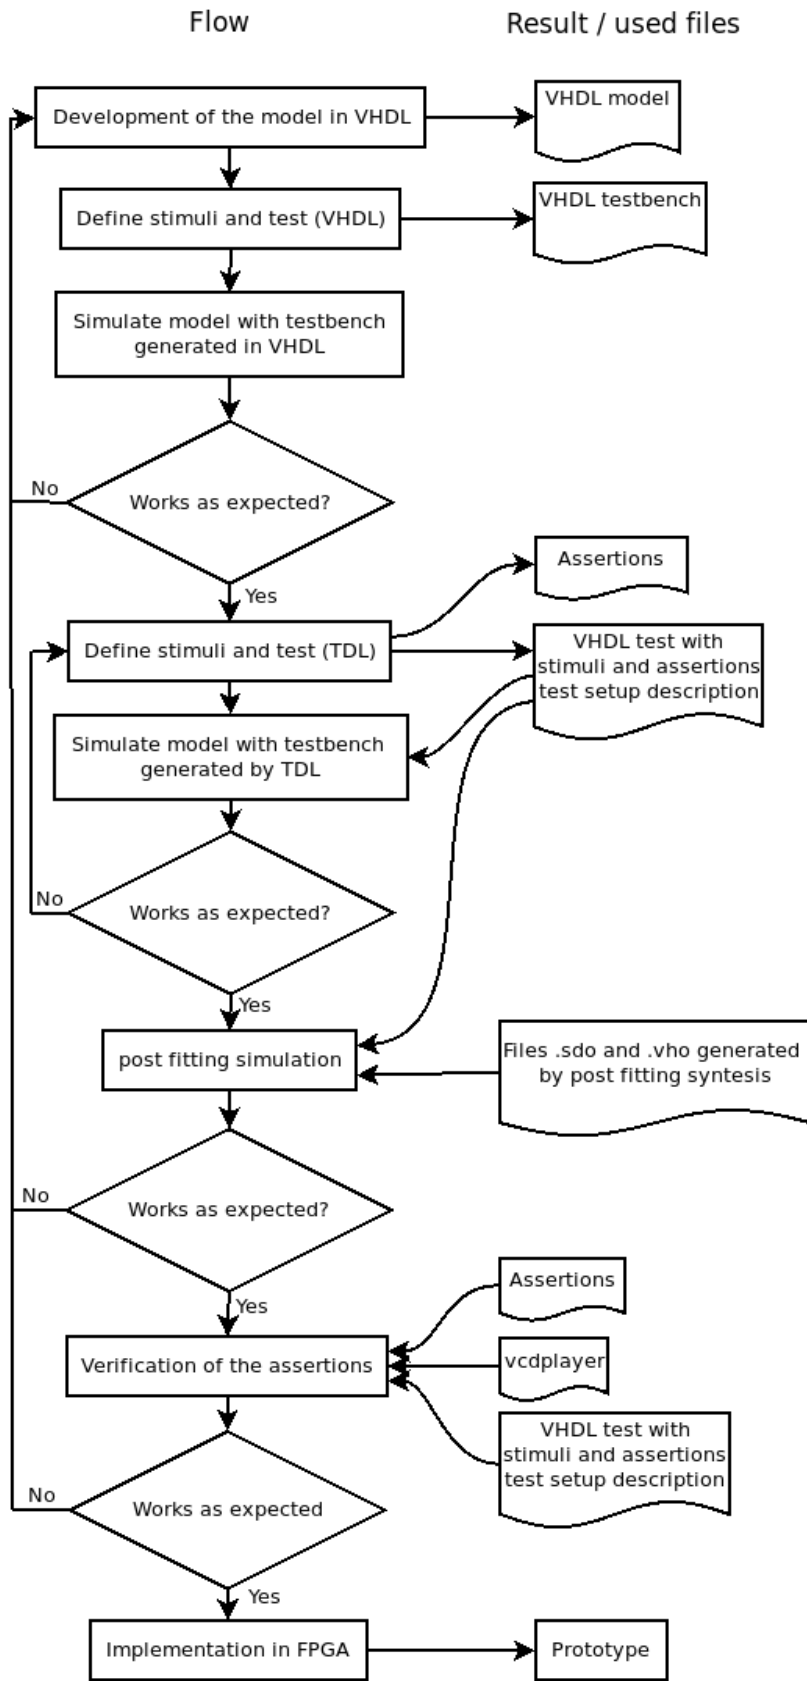 Flow
Result / used files
Development of the model in VHDL
VHDL model
Define stimuli and test (VHDL)
VHDL testbench
Simulate model with testbench
generated in VHDL
Works as expected?
No
Yes
Assertions
Define stimuli and test (TDL)
VHDL test with
stimuli and assertions
test setup description
Simulate model with testbench
generated by TDL
Works as expected?
No
Yes
post fitting simulation
Files .sdo and .vho generated
by post fitting syntesis
Works as expected?
No
Yes
Assertions
Verification of the assertions
vcdplayer
VHDL test with
stimuli and assertions
test setup description
Works as expected
No
Yes
Implementation in FPGA
Prototype